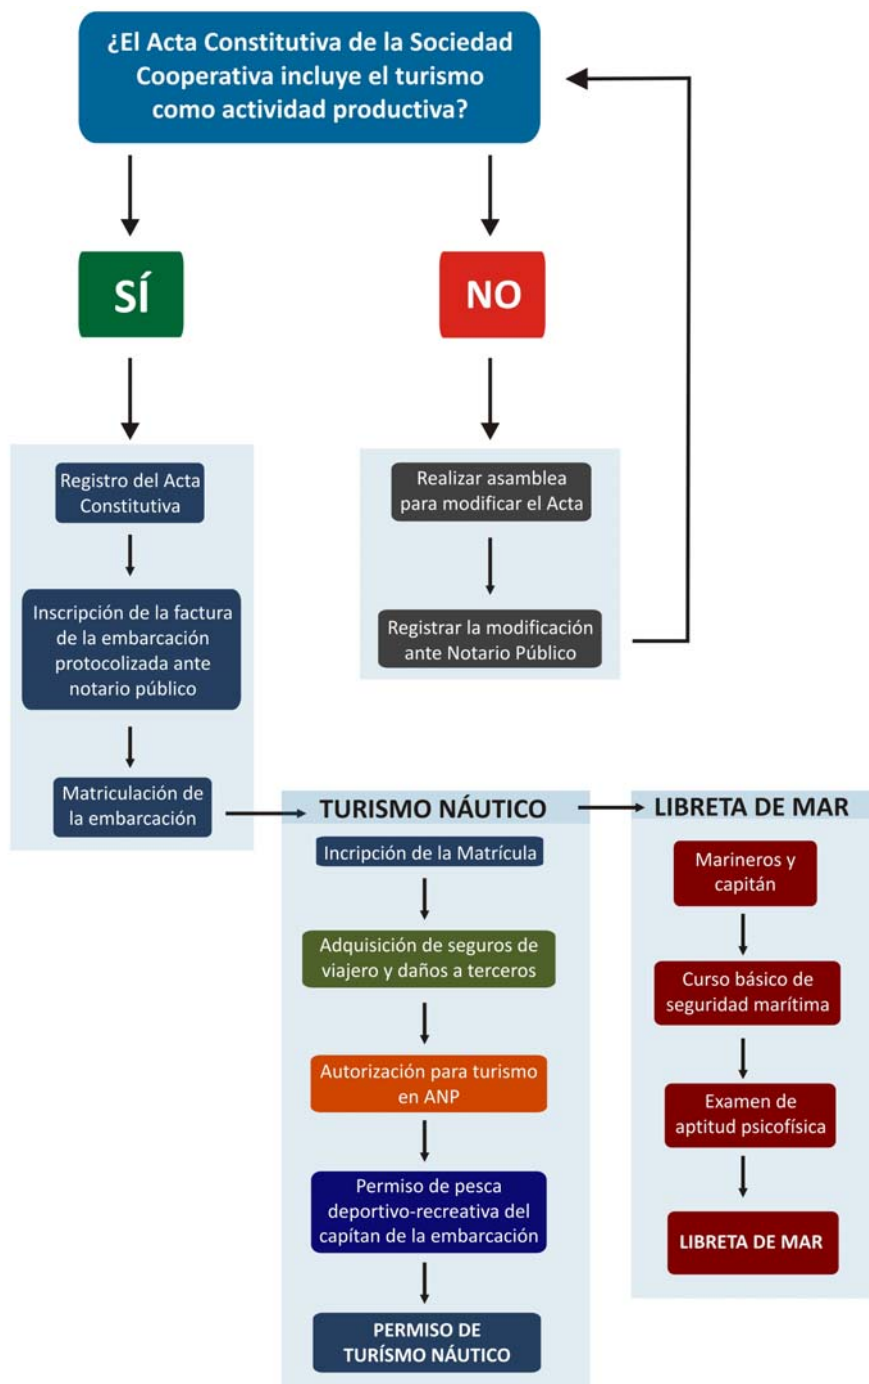 ¿El Acta Constitutiva de la Sociedad
Cooperativa incluye el turismo
como actividad productiva?
SÍ
NO
Registro del Acta
Constitutiva
Inscripción de la factura
de la embarcación
protocolizada ante
notario público
Matriculación de
la embarcación
Realizar asamblea
para modificar el Acta
Registrar la modificación
ante Notario Público
TURISMO NÁUTICO
Incripción de la Matrícula
Adquisición de seguros de
viajero y daños a terceros
Autorización para turismo
en ANP
Permiso de pesca
deportivo-recreativa del
capítan de la embarcación
PERMISO DE
TURÍSMO NÁUTICO
LIBRETA DE MAR
Marineros y
capitán
Curso básico de
seguridad marítima
Examen de
aptitud psicofísica
LIBRETA DE MAR